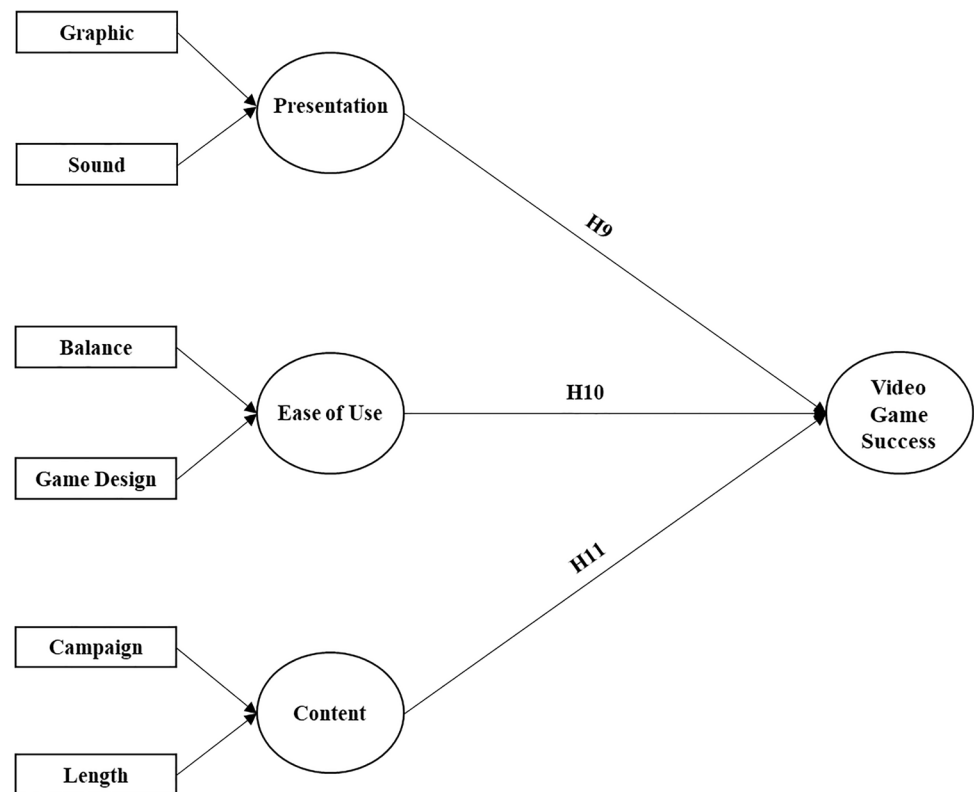 Graphic
Presentation
Sound
H9
Balance
Ease of Use
Game Design
H10
Video
Game
Success
H11
Campaign
Content
Length